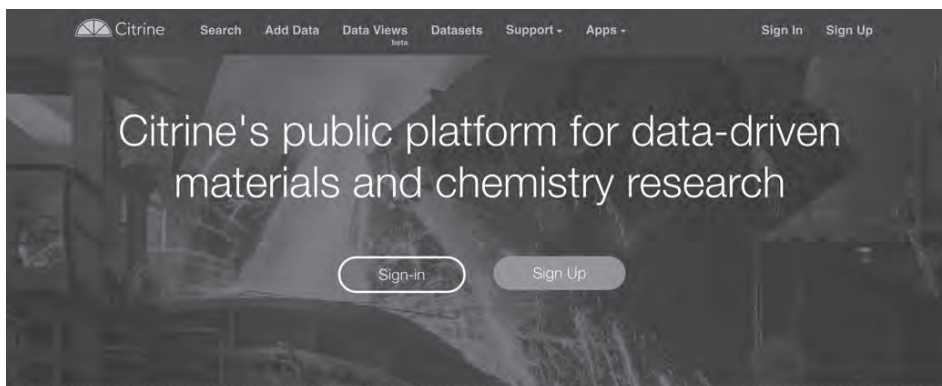 Citrine Search Add Data Data Views Datasets Support Apps Sign In Sign Up
beta
Citrine's public platform for data-driven
materials and chemistry research
Sign-in Sign Up